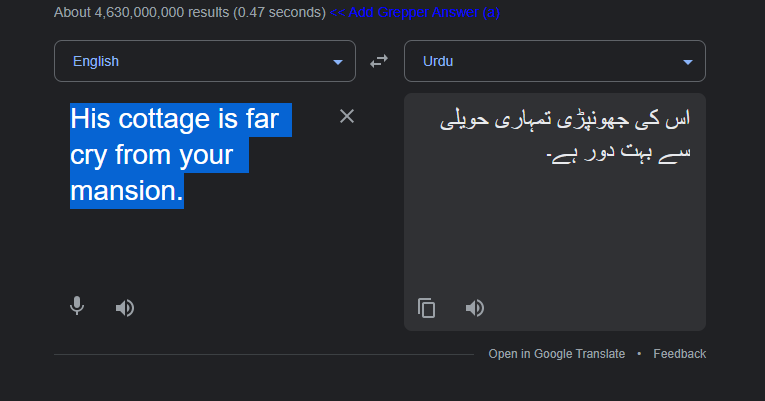 About 4,630,000,000 results (0.47 seconds) << Add Grepper Answer (a)
English
Urdu
His cottage is far
cry from your
mansion.
اس کی جھونپڑی تمہاری حویلی
سے بہت دور ہے۔
Open in Google Translate • Feedback